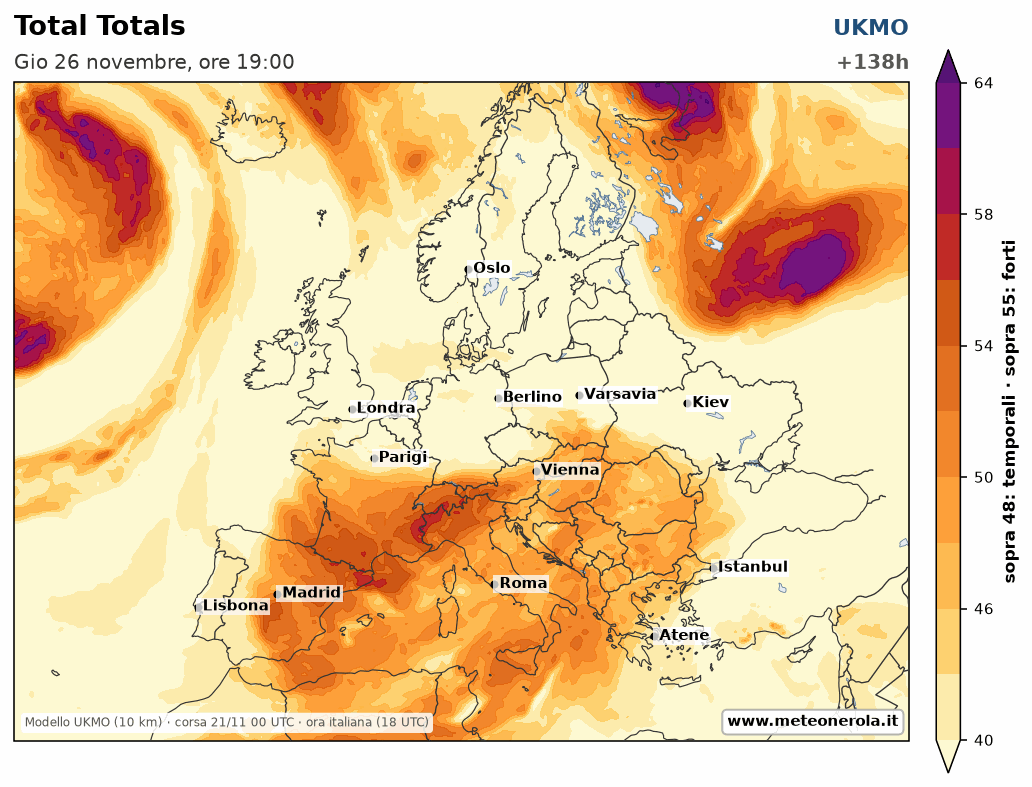 Total Totals
UKMO
Gio 26 novembre, ore 19:00
+138h
64
58
54
50
46
40
sopra 48: temporali · sopra 55: forti
Oslo
Londra
Berlino
Varsavia
Kiev
Parigi
Vienna
Istanbul
Roma
Madrid
Lisbona
Atene
Modello UKMO (10 km) · corsa 21/11 00 UTC · ora italiana (18 UTC)
www.meteonerola.it